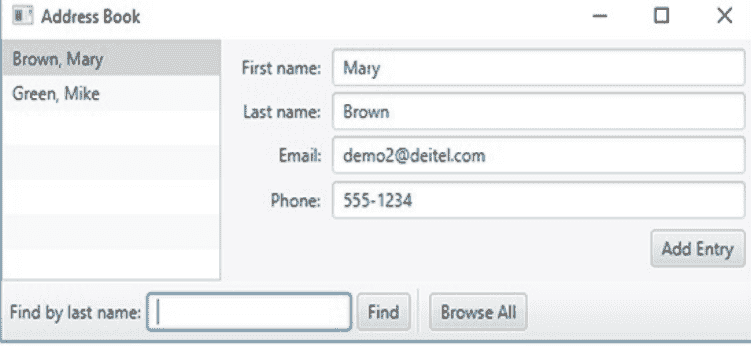 Address Book
Brown, Mary
Green, Mike
First name: Mary
Last name: Brown
Email: demo2@deitel.com
Phone: 555-1234
Add Entry
Find by last name: Find Browse All